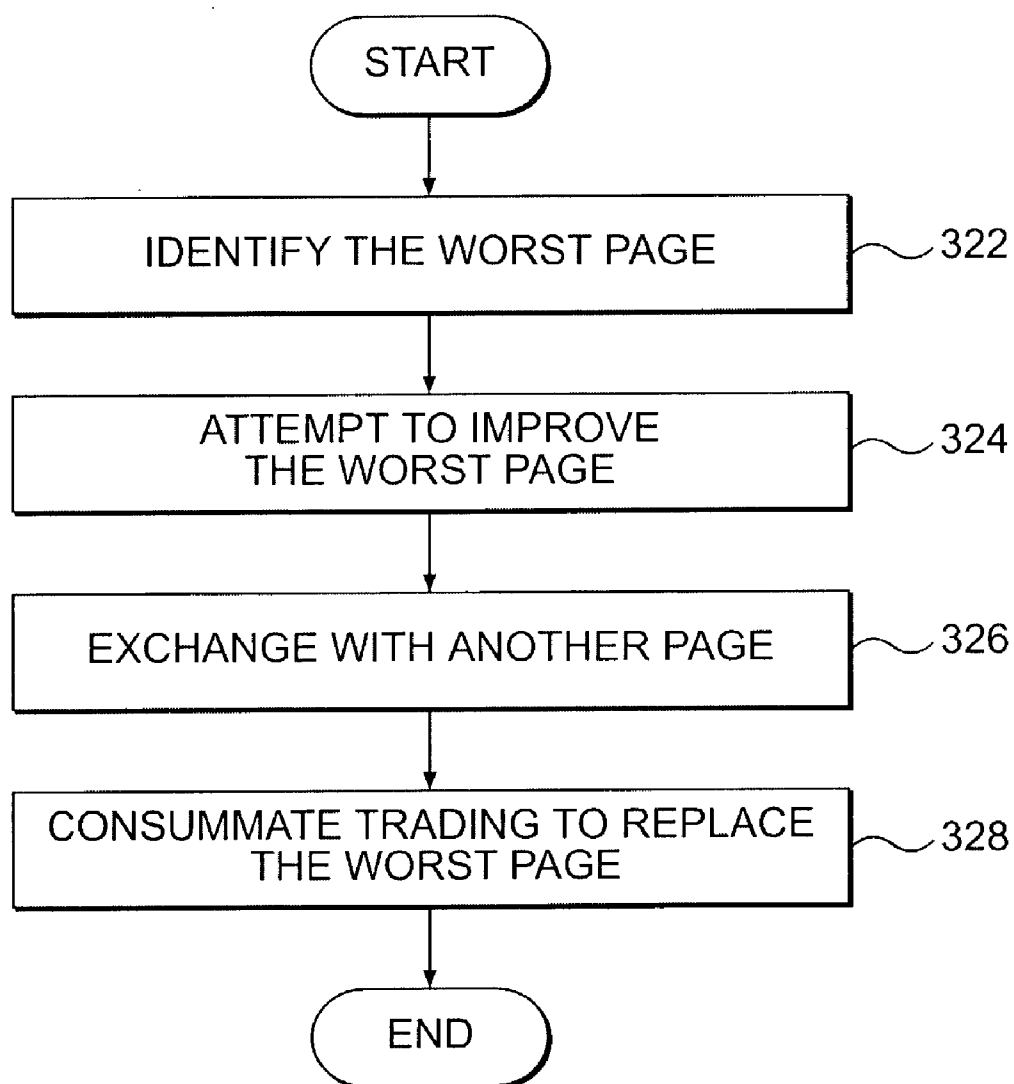 START
IDENTIFY THE WORST PAGE
322
ATTEMPT TO IMPROVE
THE WORST PAGE
324
EXCHANGE WITH ANOTHER PAGE
326
CONSUMMATE TRADING TO REPLACE
THE WORST PAGE
328
END